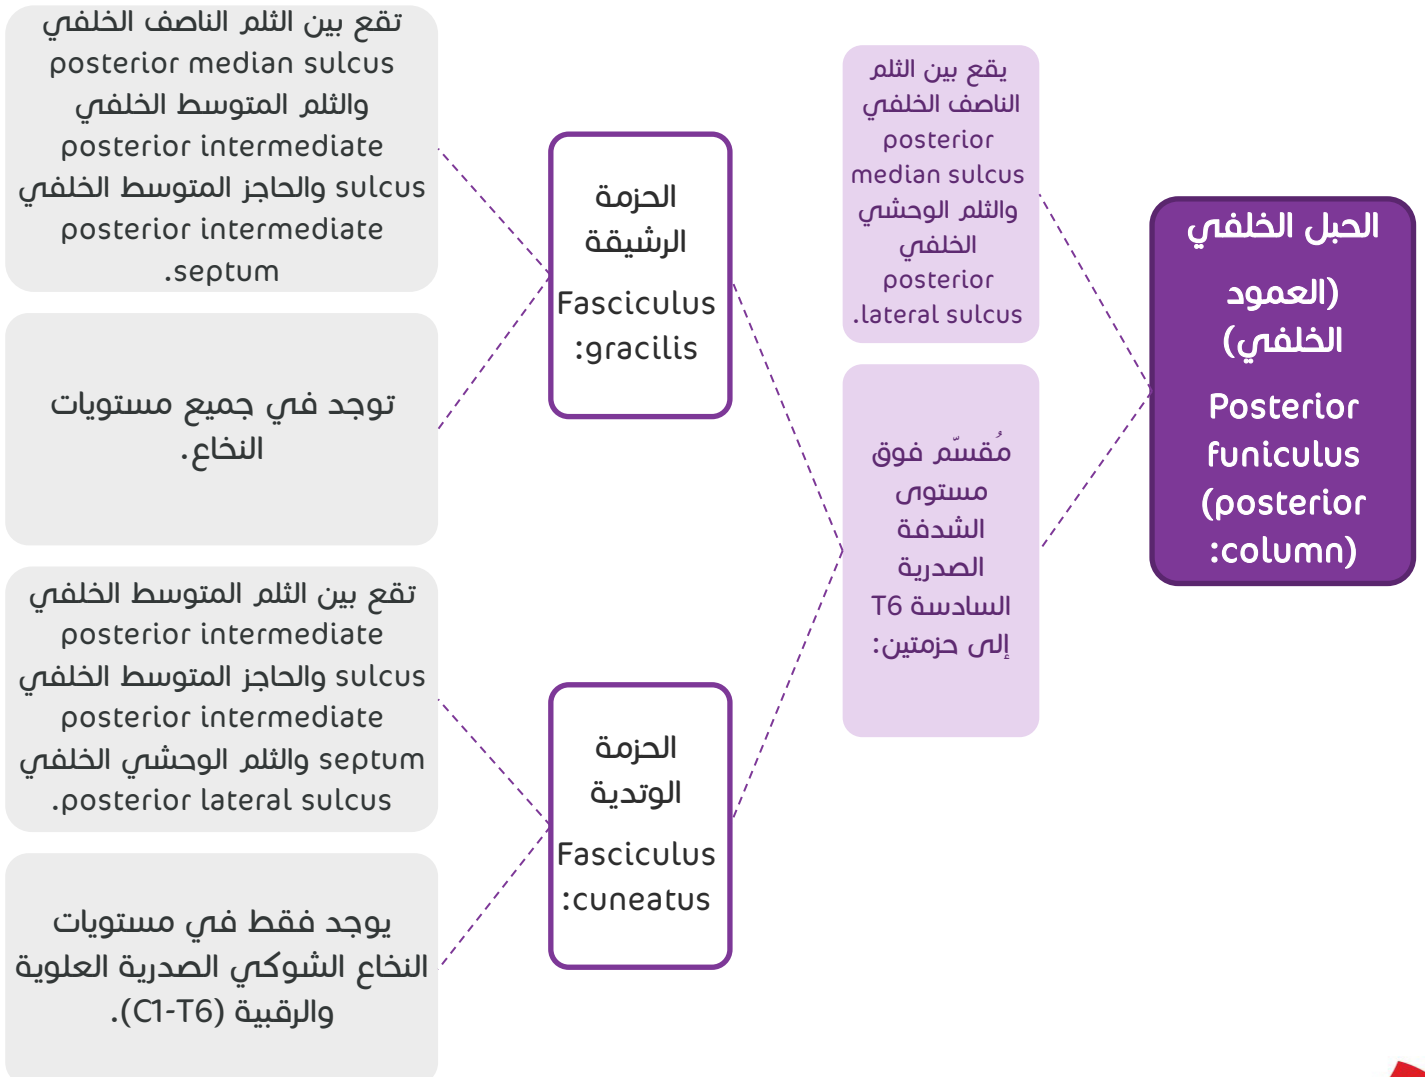 الحبل الخلفي
(العمود
الخلفي)
Posterior
funiculus
(posterior
column):
يقع بين الثلم
الناصف الخلفي
posterior
median sulcus
والثلم الوحشي
الخلفي
posterior
lateral sulcus.
مُقسّم فوق
مستوى
الشدفة
الصدرية
السادسة T6
إلى حزمتين:
الحزمة
الرشيقة
Fasciculus
gracilis:
تقع بين الثلم الناصف الخلفي
posterior median sulcus
والثلم المتوسط الخلفي
posterior intermediate
sulcus والحاجز المتوسط الخلفي
posterior intermediate
septum.
توجد في جميع مستويات
النخاع.
الحزمة
الوتدية
Fasciculus
cuneatus:
تقع بين الثلم المتوسط الخلفي
posterior intermediate
sulcus والحاجز المتوسط الخلفي
posterior intermediate
septum والثلم الوحشي الخلفي
posterior lateral sulcus.
يوجد فقط في مستويات
النخاع الشوكي الصدرية العلوية
والرقبية (C1-T6).